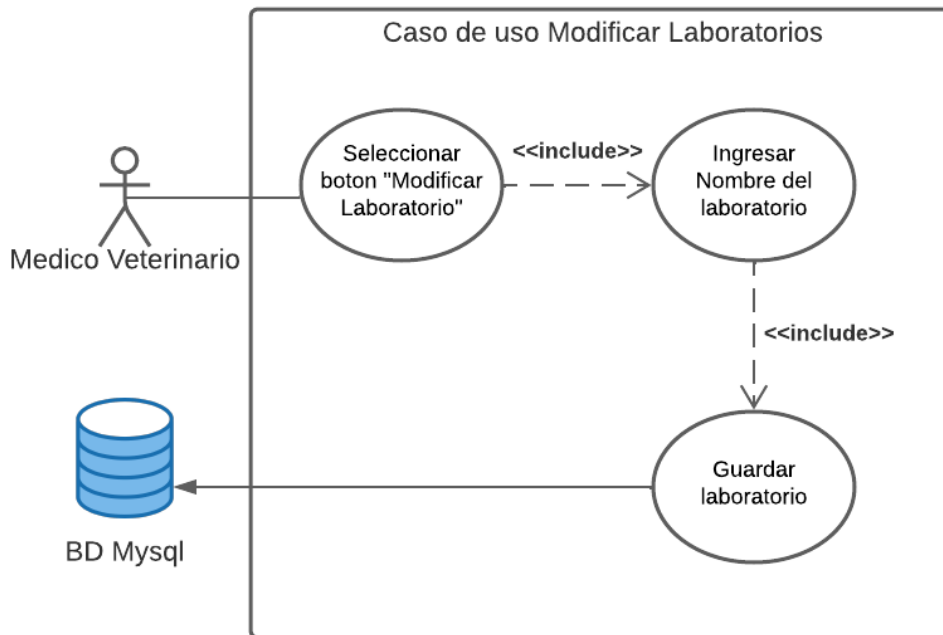 Caso de uso Modificar Laboratorios
Seleccionar
boton "Modificar
Laboratorio"
<<include>>
Ingresar
Nombre del
laboratorio
Medico Veterinario
<<include>>
Guardar
laboratorio
BD Mysql